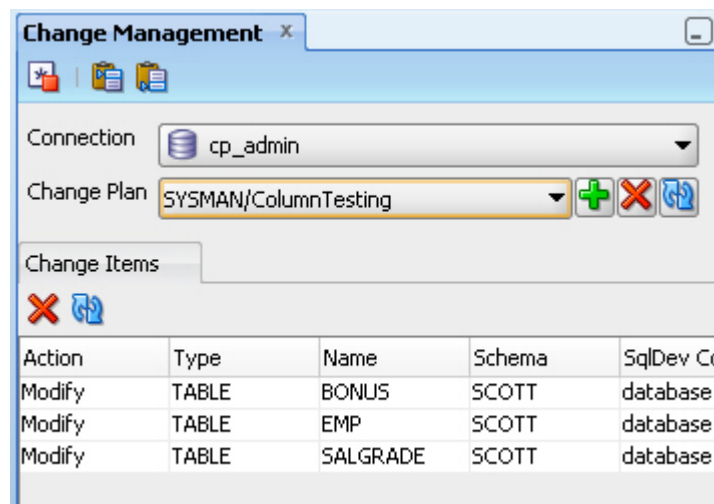 Change Management
Connection cp_admin
Change Plan SYSMAN/ColumnTesting
Change Items
Action Type Name Schema SqlDev
Modify TABLE BONUS SCOTT database
Modify TABLE EMP SCOTT database
Modify TABLE SALGRADE SCOTT database